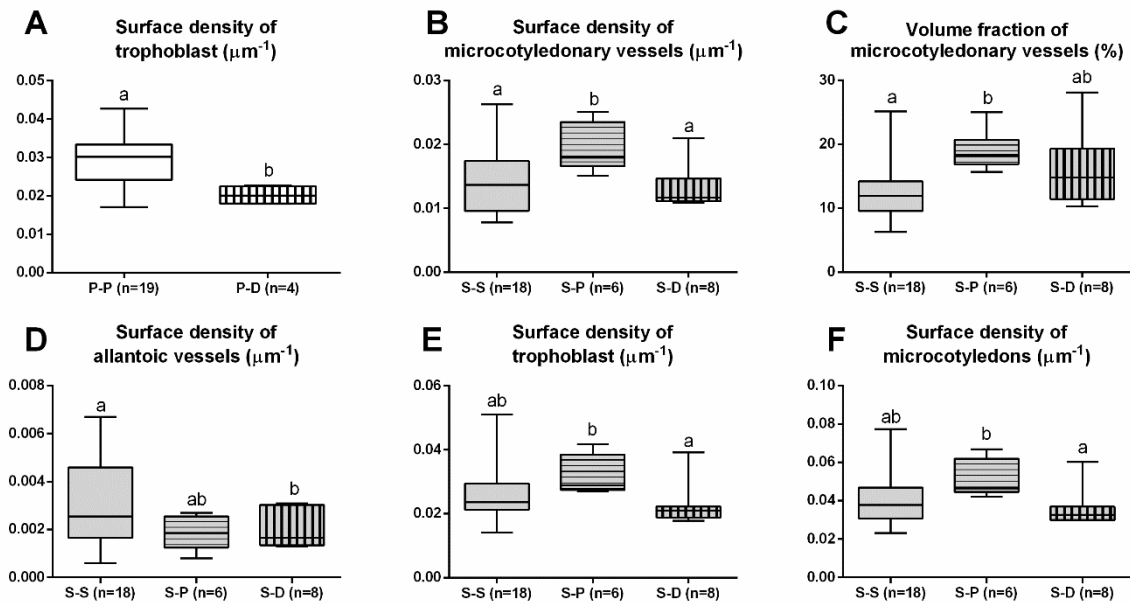 A
Surface density of
trophoblast (μm⁻¹)
a
b
0.05
0.04
0.03
0.02
0.01
0.00
P-P (n=19)
P-D (n=4)
B
Surface density of
microcotyledonary vessels (μm⁻¹)
a
b
a
0.03
0.02
0.01
0.00
S-S (n=18)
S-P (n=6)
S-D (n=8)
C
Volume fraction of
microcotyledonary vessels (%)
a
b
ab
30
20
10
0
S-S (n=18)
S-P (n=6)
S-D (n=8)
D
Surface density of
allantoic vessels (μm⁻¹)
a
ab
b
0.008
0.006
0.004
0.002
0.000
S-S (n=18)
S-P (n=6)
S-D (n=8)
E
Surface density of
trophoblast (μm⁻¹)
ab
b
a
0.06
0.04
0.02
0.00
S-S (n=18)
S-P (n=6)
S-D (n=8)
F
Surface density of
microcotyledons (μm⁻¹)
ab
b
a
0.10
0.08
0.06
0.04
0.02
0.00
S-S (n=18)
S-P (n=6)
S-D (n=8)